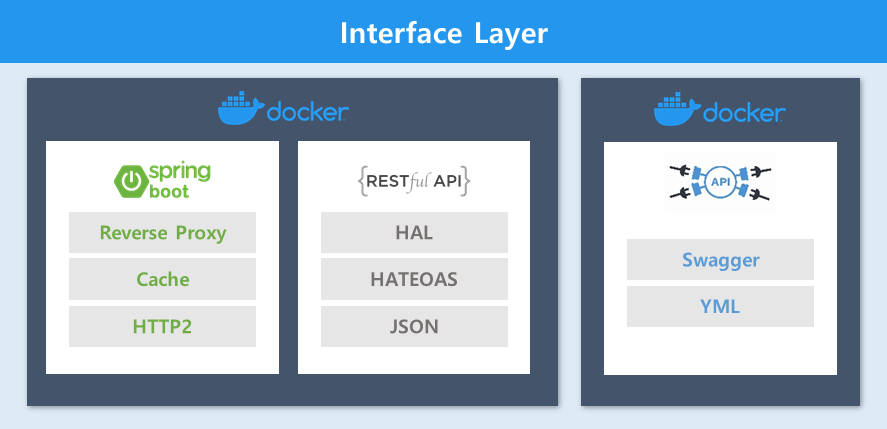 Interface Layer
docker
spring
boot
Reverse Proxy
Cache
HTTP2
{RESTful API}
HAL
HATEOAS
JSON
docker
API
Swagger
YML